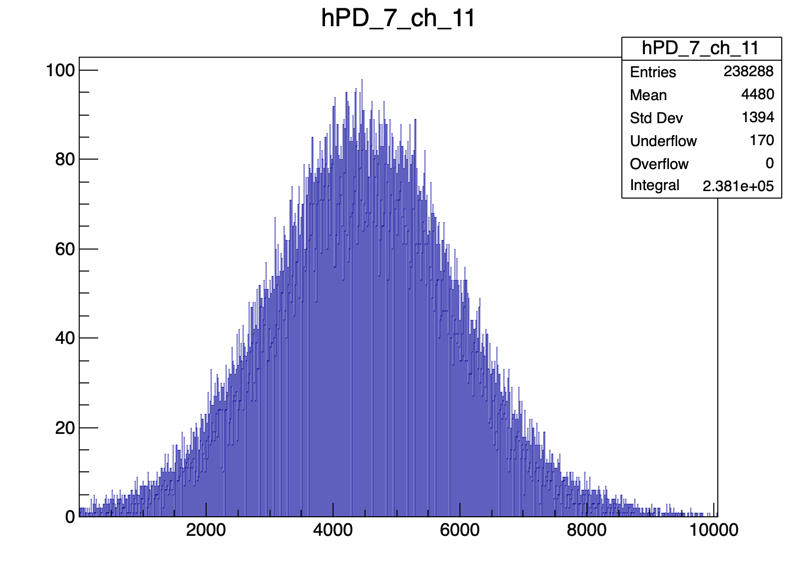 hPD_7_ch_11
hPD_7_ch_11
Entries 238288
Mean 4480
Std Dev 1394
Underflow 170
Overflow 0
Integral 2.381e+05
100
80
60
40
20
0
2000 4000 6000 8000 10000